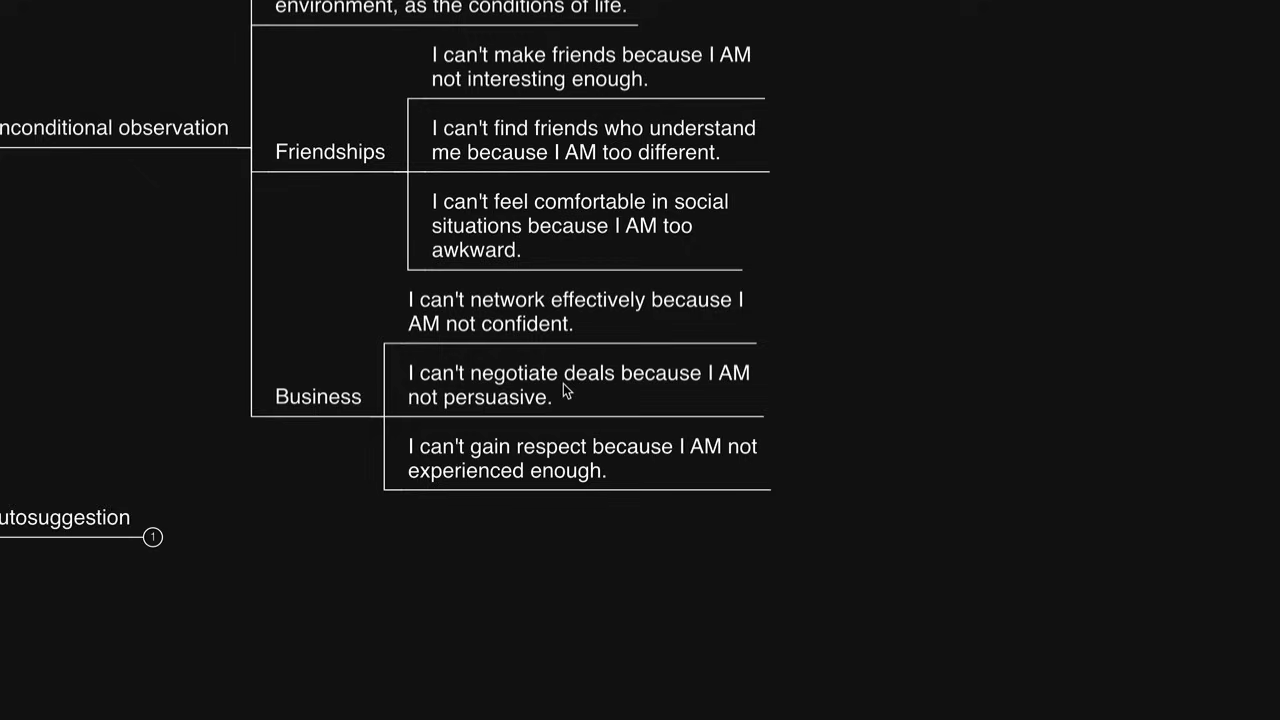 environment, as the conditions of life.
I can't make friends because I AM
not interesting enough.
nconditional observation
I can't find friends who understand
me because I AM too different.
Friendships
I can't feel comfortable in social
situations because I AM too
awkward.
I can't network effectively because I
AM not confident.
I can't negotiate deals because I AM
not persuasive.
Business
I can't gain respect because I AM not
experienced enough.
utosuggestion
1